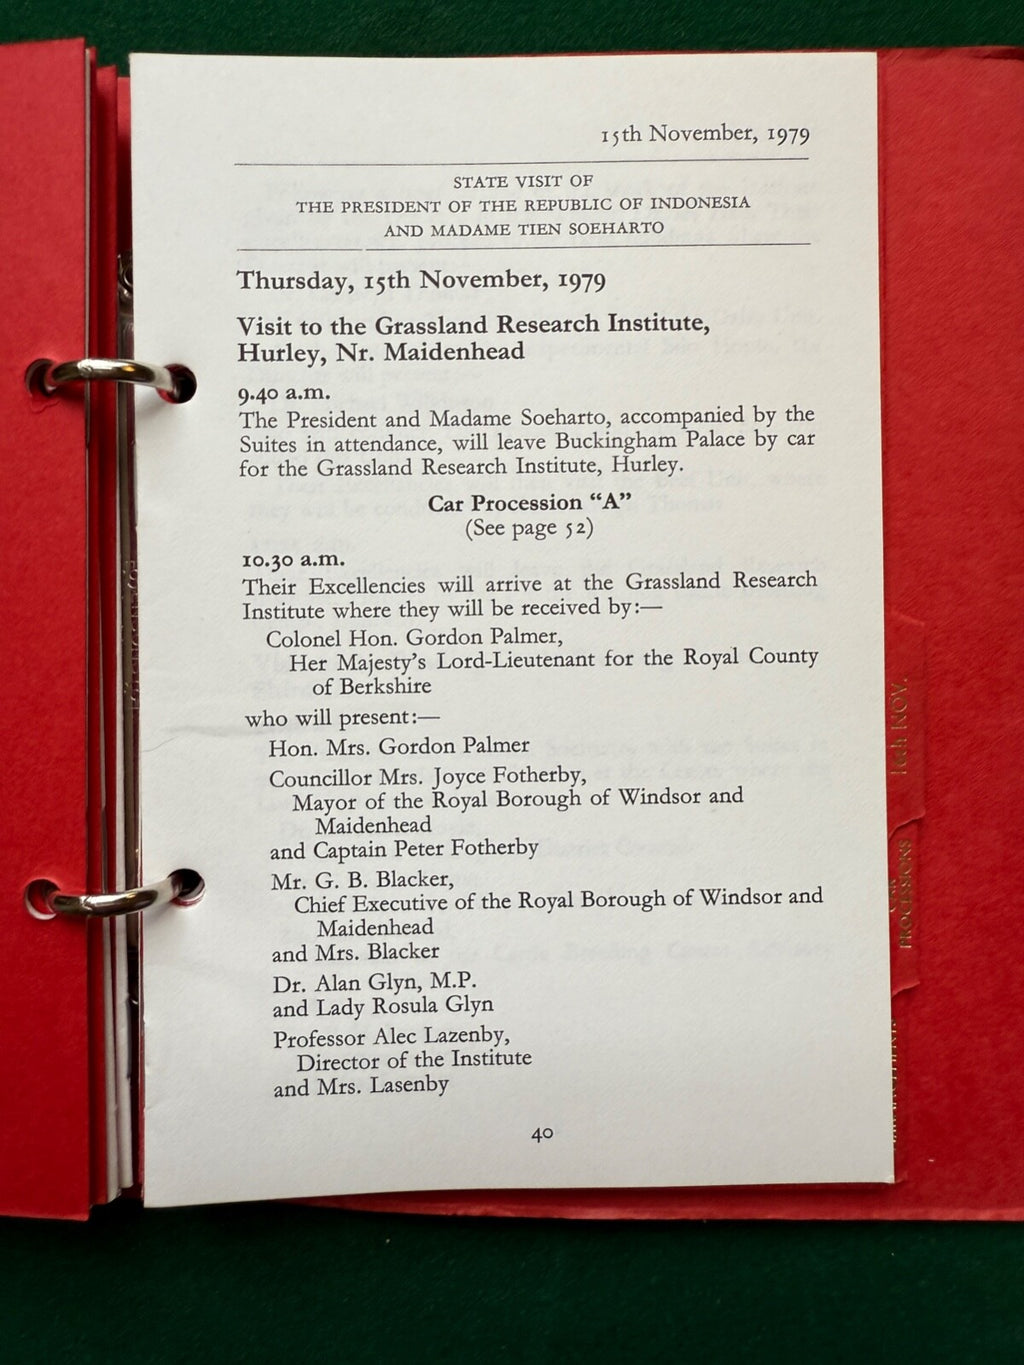 15th November, 1979
STATE VISIT OF
THE PRESIDENT OF THE REPUBLIC OF INDONESIA
AND MADAME TIEN SOEHARTO
Thursday, 15th November, 1979
Visit to the Grassland Research Institute,
Hurley, Nr. Maidenhead
9.40 a.m.
The President and Madame Soeharto, accompanied by the
Suites in attendance, will leave Buckingham Palace by car
for the Grassland Research Institute, Hurley.
Car Procession “A”
(See page 52)
10.30 a.m.
Their Excellencies will arrive at the Grassland Research
Institute where they will be received by:—
Colonel Hon. Gordon Palmer,
Her Majesty’s Lord-Lieutenant for the Royal County
of Berkshire
who will present:—
Hon. Mrs. Gordon Palmer
Councillor Mrs. Joyce Fotherby,
Mayor of the Royal Borough of Windsor and
Maidenhead
and Captain Peter Fotherby
Mr. G. B. Blacker,
Chief Executive of the Royal Borough of Windsor and
Maidenhead
and Mrs. Blacker
Dr. Alan Glyn, M.P.
and Lady Rosula Glyn
Professor Alec Lazenby,
Director of the Institute
and Mrs. Lasenby
40
16th NOV.
CAR
PROCESSIONS